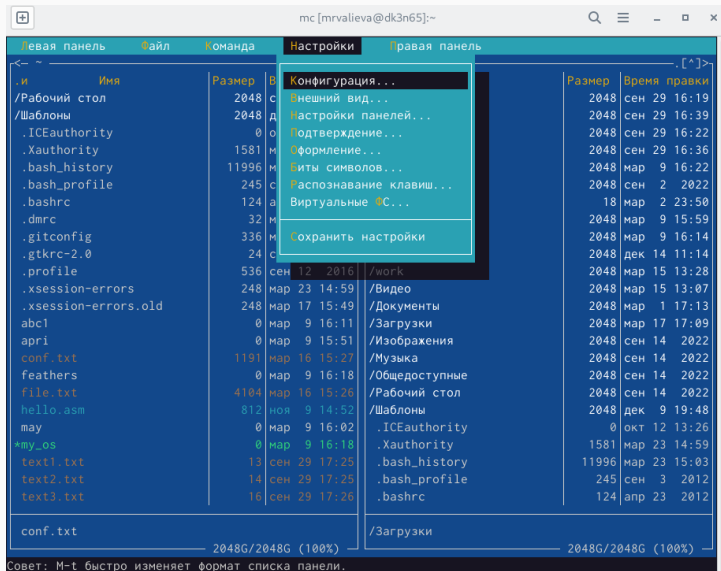 mc [mrvalieva@dk3n65]:~
Левая панель Файл Команда Настройки Правая панель
<- ~ .[^]>
.и Имя Размер В Размер Время правки
/Рабочий стол 2048 с Конфигурация... 2048 сен 29 16:19
/Шаблоны 2048 д Внешний вид... 2048 сен 29 16:39
.ICEauthority 0 о Настройки панелей... 2048 сен 29 16:22
.Xauthority 1581 м Подтверждение... 2048 сен 29 16:36
.bash_history 11996 м Оформление... 2048 мар 9 16:22
.bash_profile 245 с Биты символов... 2048 сен 2 2022
.bashrc 124 а Распознавание клавиш... 18 мар 2 23:50
.dmrc 32 м Виртуальные ФС... 2048 мар 9 15:59
.gitconfig 336 м Сохранить настройки 2048 мар 9 16:14
.gtkrc-2.0 24 с 2048 дек 14 11:14
.profile 536 сен 12 2016 /work 2048 мар 15 13:28
.xsession-errors 248 мар 23 14:59 /Видео 2048 мар 15 13:07
.xsession-errors.old 248 мар 17 15:49 /Документы 2048 мар 1 17:13
abc1 0 мар 9 16:11 /Загрузки 2048 мар 17 17:09
apri 0 мар 9 15:51 /Изображения 2048 сен 14 2022
conf.txt 1191 мар 16 15:27 /Музыка 2048 сен 14 2022
feathers 0 мар 9 16:18 /Общедоступные 2048 сен 14 2022
file.txt 4104 мар 16 15:26 /Рабочий стол 2048 сен 14 2022
hello.asm 812 ноя 9 14:52 /Шаблоны 2048 дек 9 19:48
may 0 мар 9 16:02 .ICEauthority 0 окт 12 13:26
*my_os 0 мар 9 16:18 .Xauthority 1581 мар 23 14:59
text1.txt 13 сен 29 17:25 .bash_history 11996 мар 23 15:03
text2.txt 14 сен 29 17:25 .bash_profile 245 сен 3 2012
text3.txt 16 сен 29 17:26 .bashrc 124 апр 23 2012
conf.txt /Загрузки
2048G/2048G (100%) 2048G/2048G (100%)
Совет: M-t быстро изменяет формат списка панели.